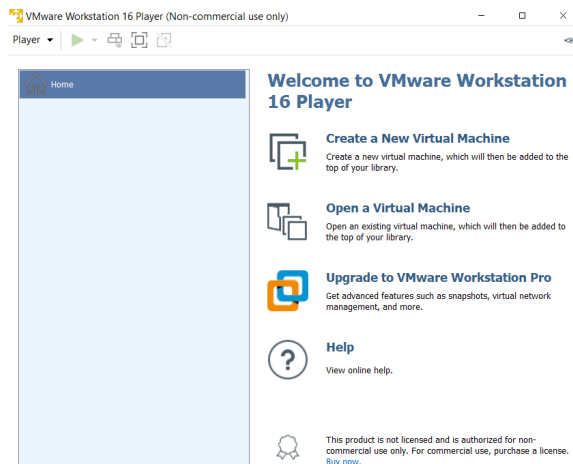 VMware Workstation 16 Player (Non-commercial use only)
Player
Home
Welcome to VMware Workstation
16 Player
Create a New Virtual Machine
Create a new virtual machine, which will then be added to the
top of your library.
Open a Virtual Machine
Open an existing virtual machine, which will then be added to
the top of your library.
Upgrade to VMware Workstation Pro
Get advanced features such as snapshots, virtual network
management, and more.
?
Help
View online help.
This product is not licensed and is authorized for non-
commercial use only. For commercial use, purchase a license.
Buy now.